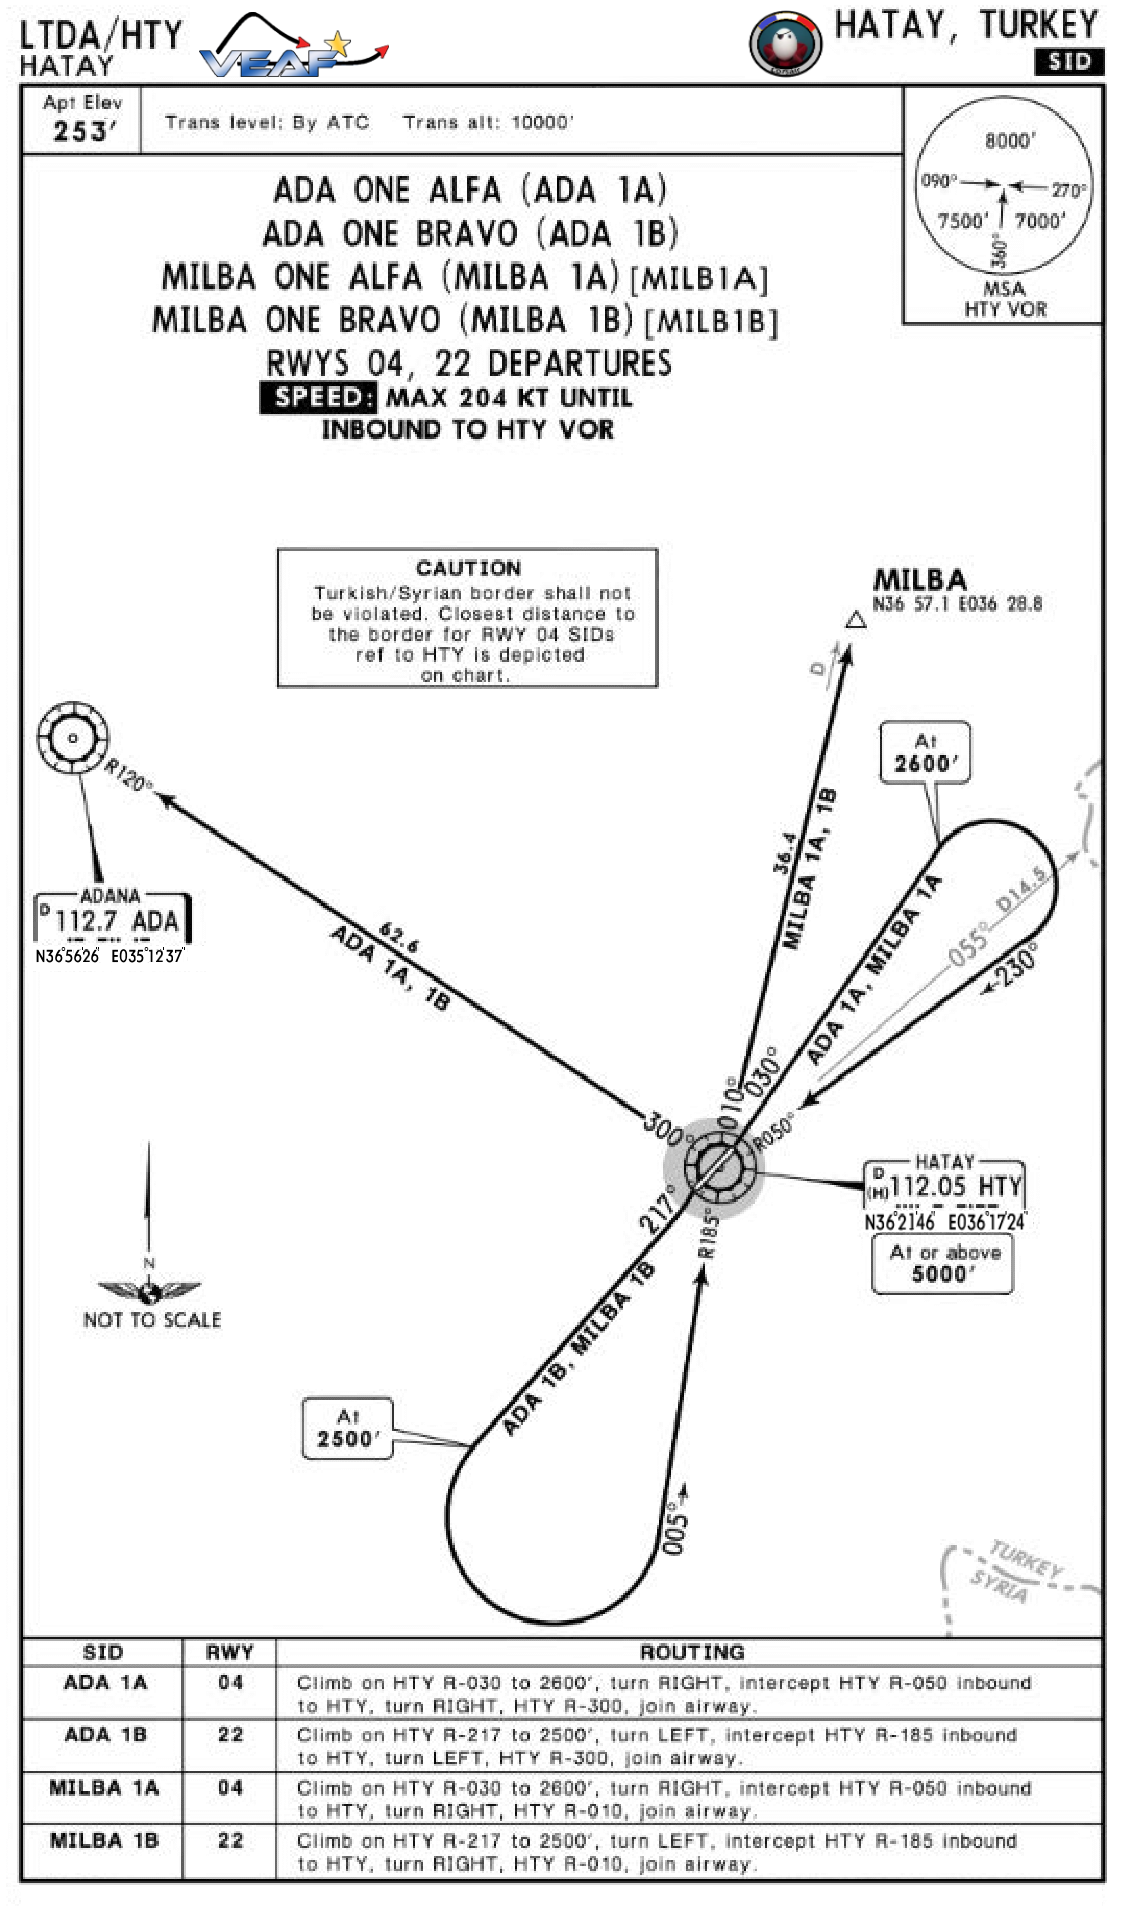 LTDA/HTY
HATAY
VEAF
HATAY, TURKEY
SID
Apt Elev
253'
Trans level: By ATC Trans alt: 10000'
8000'
090° 270°
7500' 7000'
360°
MSA
HTY VOR
ADA ONE ALFA (ADA 1A)
ADA ONE BRAVO (ADA 1B)
MILBA ONE ALFA (MILBA 1A) [MILB1A]
MILBA ONE BRAVO (MILBA 1B) [MILB1B]
RWYS 04, 22 DEPARTURES
SPEED: MAX 204 KT UNTIL
INBOUND TO HTY VOR
CAUTION
Turkish/Syrian border shall not
be violated. Closest distance to
the border for RWY 04 SIDs
ref to HTY is depicted
on chart.
MILBA
N36 57.1 E036 28.8
D
At
2600'
R120°
ADANA
D 112.7 ADA
N36°56'26" E035°12'37"
62.6
ADA 1A, 1B
36.4
MILBA 1A, 1B
ADA 1A, MILBA 1A
055° D14.5
230°
010°
030°
R050°
300°
HATAY
D
(H) 112.05 HTY
N36°21'46" E036°17'24"
At or above
5000'
217°
R185°
ADA 1B, MILBA 1B
At
2500'
005°
N
NOT TO SCALE
TURKEY
SYRIA
SID RWY ROUTING
ADA 1A 04 Climb on HTY R-030 to 2600', turn RIGHT, intercept HTY R-050 inbound
to HTY, turn RIGHT, HTY R-300, join airway.
ADA 1B 22 Climb on HTY R-217 to 2500', turn LEFT, intercept HTY R-185 inbound
to HTY, turn LEFT, HTY R-300, join airway.
MILBA 1A 04 Climb on HTY R-030 to 2600', turn RIGHT, intercept HTY R-050 inbound
to HTY, turn RIGHT, HTY R-010, join airway.
MILBA 1B 22 Climb on HTY R-217 to 2500', turn LEFT, intercept HTY R-185 inbound
to HTY, turn RIGHT, HTY R-010, join airway.